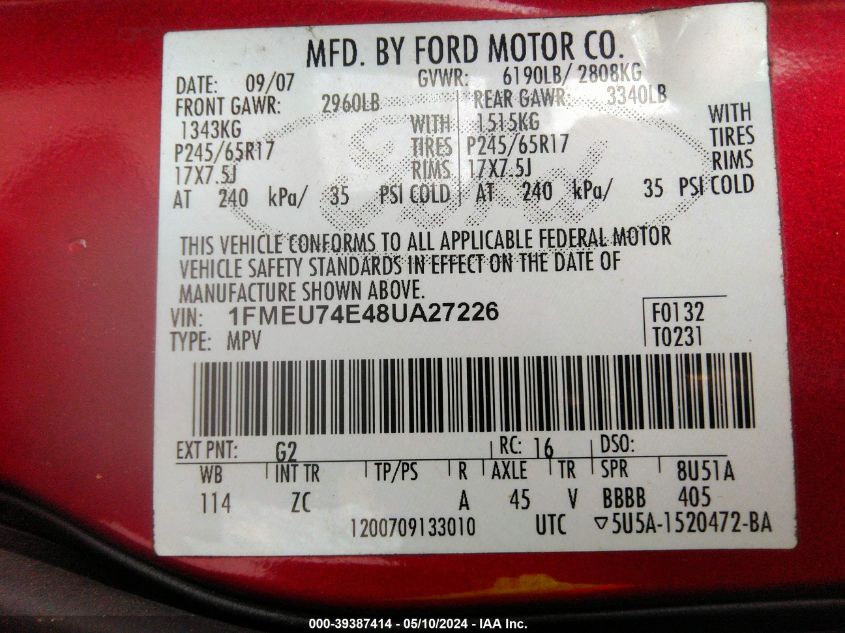 MFD. BY FORD MOTOR CO.
DATE: 09/07 GVWR: 6190LB/ 2808KG
FRONT GAWR: 2960LB REAR GAWR: 3340LB
1343KG WITH 1515KG WITH
P245/65R17 TIRES P245/65R17 TIRES
17X7.5J RIMS 17X7.5J RIMS
AT 240 kPa/ 35 PSI COLD AT 240 kPa/ 35 PSI COLD
Ford
THIS VEHICLE CONFORMS TO ALL APPLICABLE FEDERAL MOTOR
VEHICLE SAFETY STANDARDS IN EFFECT ON THE DATE OF
MANUFACTURE SHOWN ABOVE.
VIN: 1FMEU74E48UA27226 F0132
TYPE: MPV T0231
EXT PNT: G2 RC: 16 DSO:
WB INT TR TP/PS R AXLE TR SPR 8U51A
114 ZC A 45 V BBBB 405
1200709133010 UTC ▽5U5A-1520472-BA
000-39387414 - 05/10/2024 - IAA Inc.